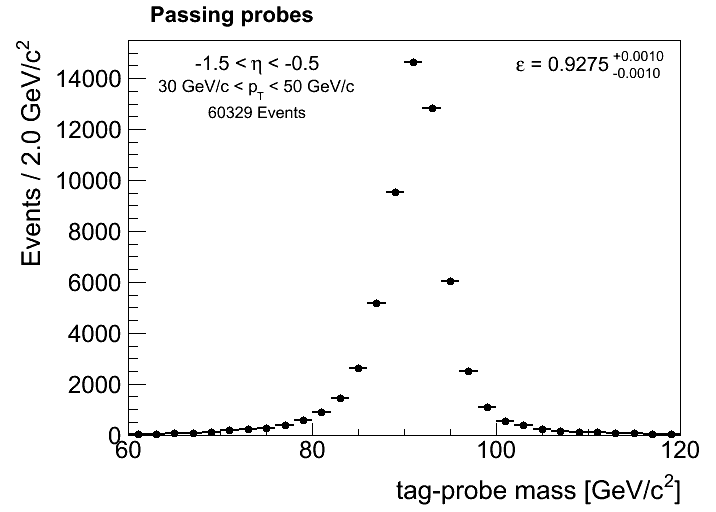 Passing probes
-1.5 < η < -0.5
30 GeV/c < p_T < 50 GeV/c
60329 Events
ε = 0.9275 +0.0010 -0.0010
Events / 2.0 GeV/c²
14000
12000
10000
8000
6000
4000
2000
0
60
80
100
120
tag-probe mass [GeV/c²]